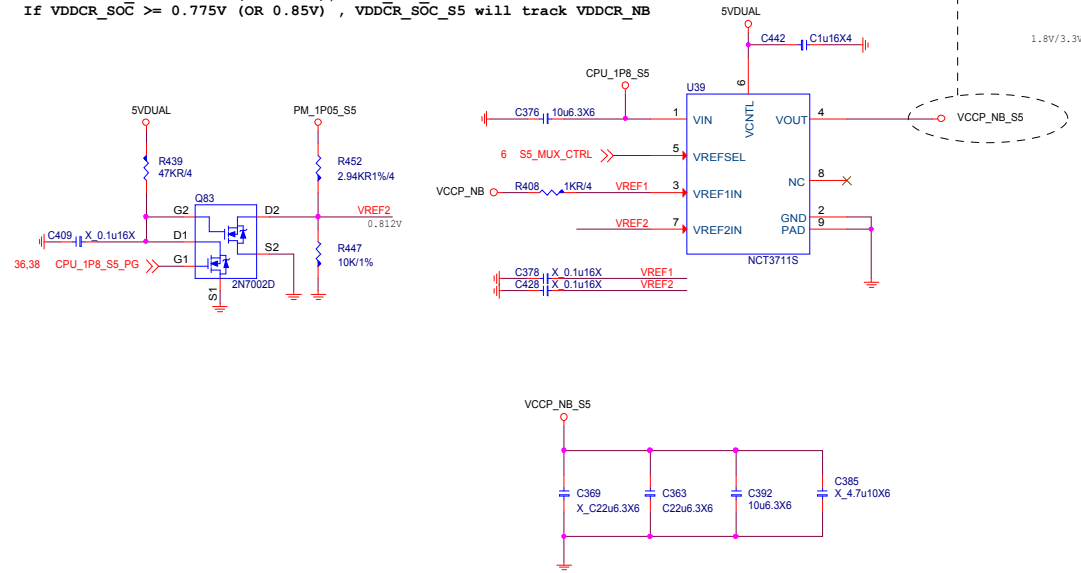 If VDDCR_SOC >= 0.775V (OR 0.85V) , VDDCR_SOC_S5 will track VDDCR_NB
5VDUAL
C442
C1u16X4
1.8V/3.3V
CPU_1P8_S5
U39
6
C376
10u6.3X6
1
VIN
VCNTL
VOUT
4
VCCP_NB_S5
5VDUAL
PM_1P05_S5
6
S5_MUX_CTRL
5
VREFSEL
R439
47KR/4
R452
2.94KR1%/4
VCCP_NB
R408
1KR/4
VREF1
3
VREF1IN
NC
8
Q83
G2
D2
VREF2
0.812V
VREF2
7
VREF2IN
GND
2
PAD
9
C409
X_0.1u16X
D1
S2
R447
10K/1%
NCT3711S
36,38
CPU_1P8_S5_PG
G1
2N7002D
S1
C378
X_0.1u16X
VREF1
C428
X_0.1u16X
VREF2
VCCP_NB_S5
C369
X_C22u6.3X6
C363
C22u6.3X6
C392
10u6.3X6
C385
X_4.7u10X6